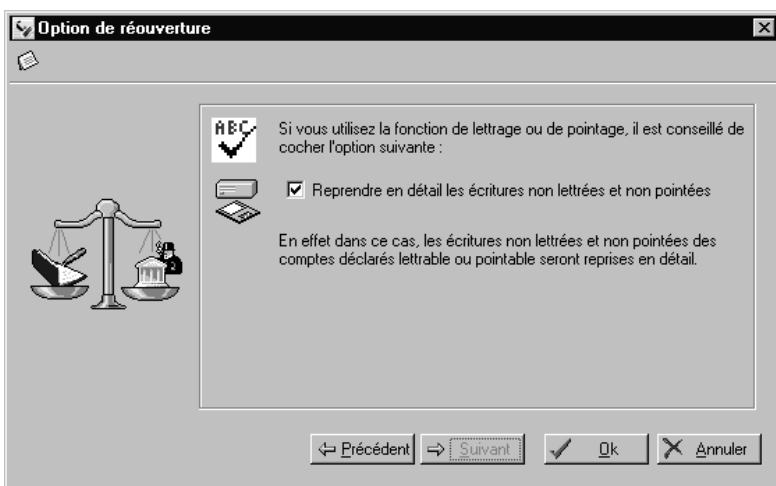 Option de réouverture
ABC
Si vous utilisez la fonction de lettrage ou de pointage, il est conseillé de
cocher l'option suivante :
Reprendre en détail les écritures non lettrées et non pointées
En effet dans ce cas, les écritures non lettrées et non pointées des
comptes déclarés lettrable ou pointable seront reprises en détail.
Précédent Suivant Ok Annuler